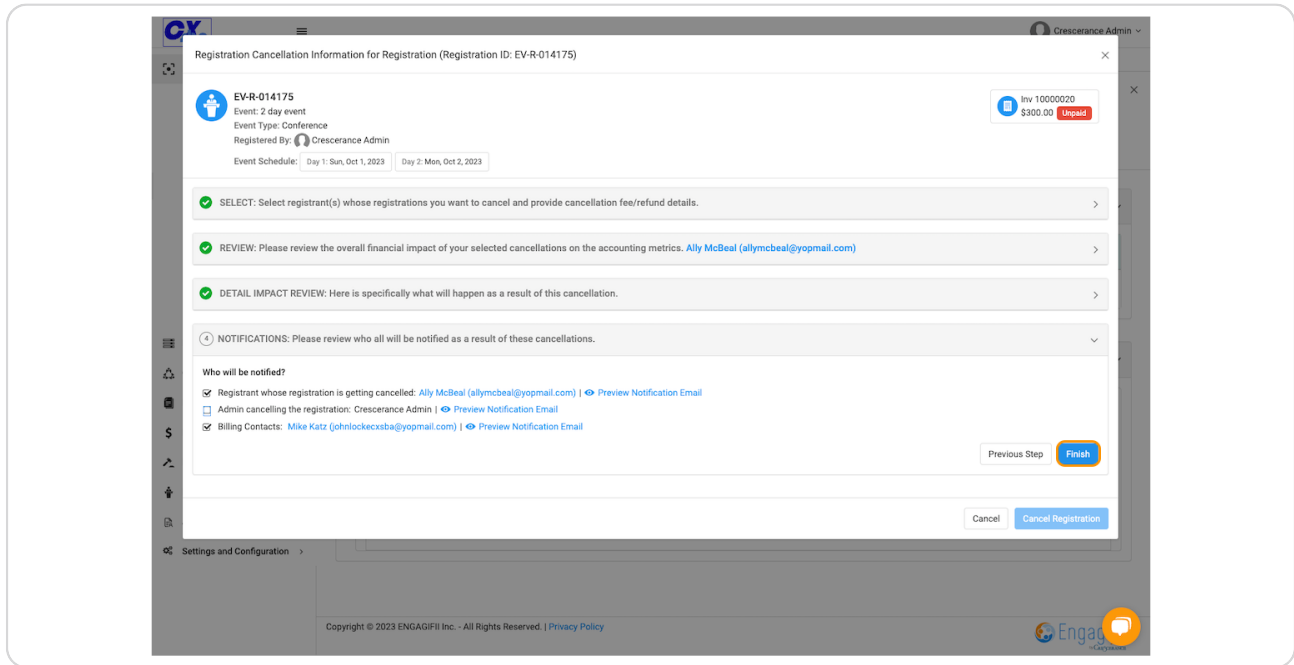 CX
Crescerance Admin
Registration Cancellation Information for Registration (Registration ID: EV-R-014175)
EV-R-014175
Event: 2 day event
Event Type: Conference
Registered By: Crescerance Admin
Event Schedule: Day 1: Sun, Oct 1, 2023 Day 2: Mon, Oct 2, 2023
Inv 10000020
$300.00 Unpaid
SELECT: Select registrant(s) whose registrations you want to cancel and provide cancellation fee/refund details.
REVIEW: Please review the overall financial impact of your selected cancellations on the accounting metrics. Ally McBeal (allymcbeal@yopmail.com)
DETAIL IMPACT REVIEW: Here is specifically what will happen as a result of this cancellation.
4 NOTIFICATIONS: Please review who all will be notified as a result of these cancellations.
Who will be notified?
Registrant whose registration is getting cancelled: Ally McBeal (allymcbeal@yopmail.com) | Preview Notification Email
Admin cancelling the registration: Crescerance Admin | Preview Notification Email
Billing Contacts: Mike Katz (johnlockecxsba@yopmail.com) | Preview Notification Email
Previous Step Finish
Cancel Cancel Registration
Settings and Configuration
Copyright © 2023 ENGAGIFII Inc. - All Rights Reserved. | Privacy Policy